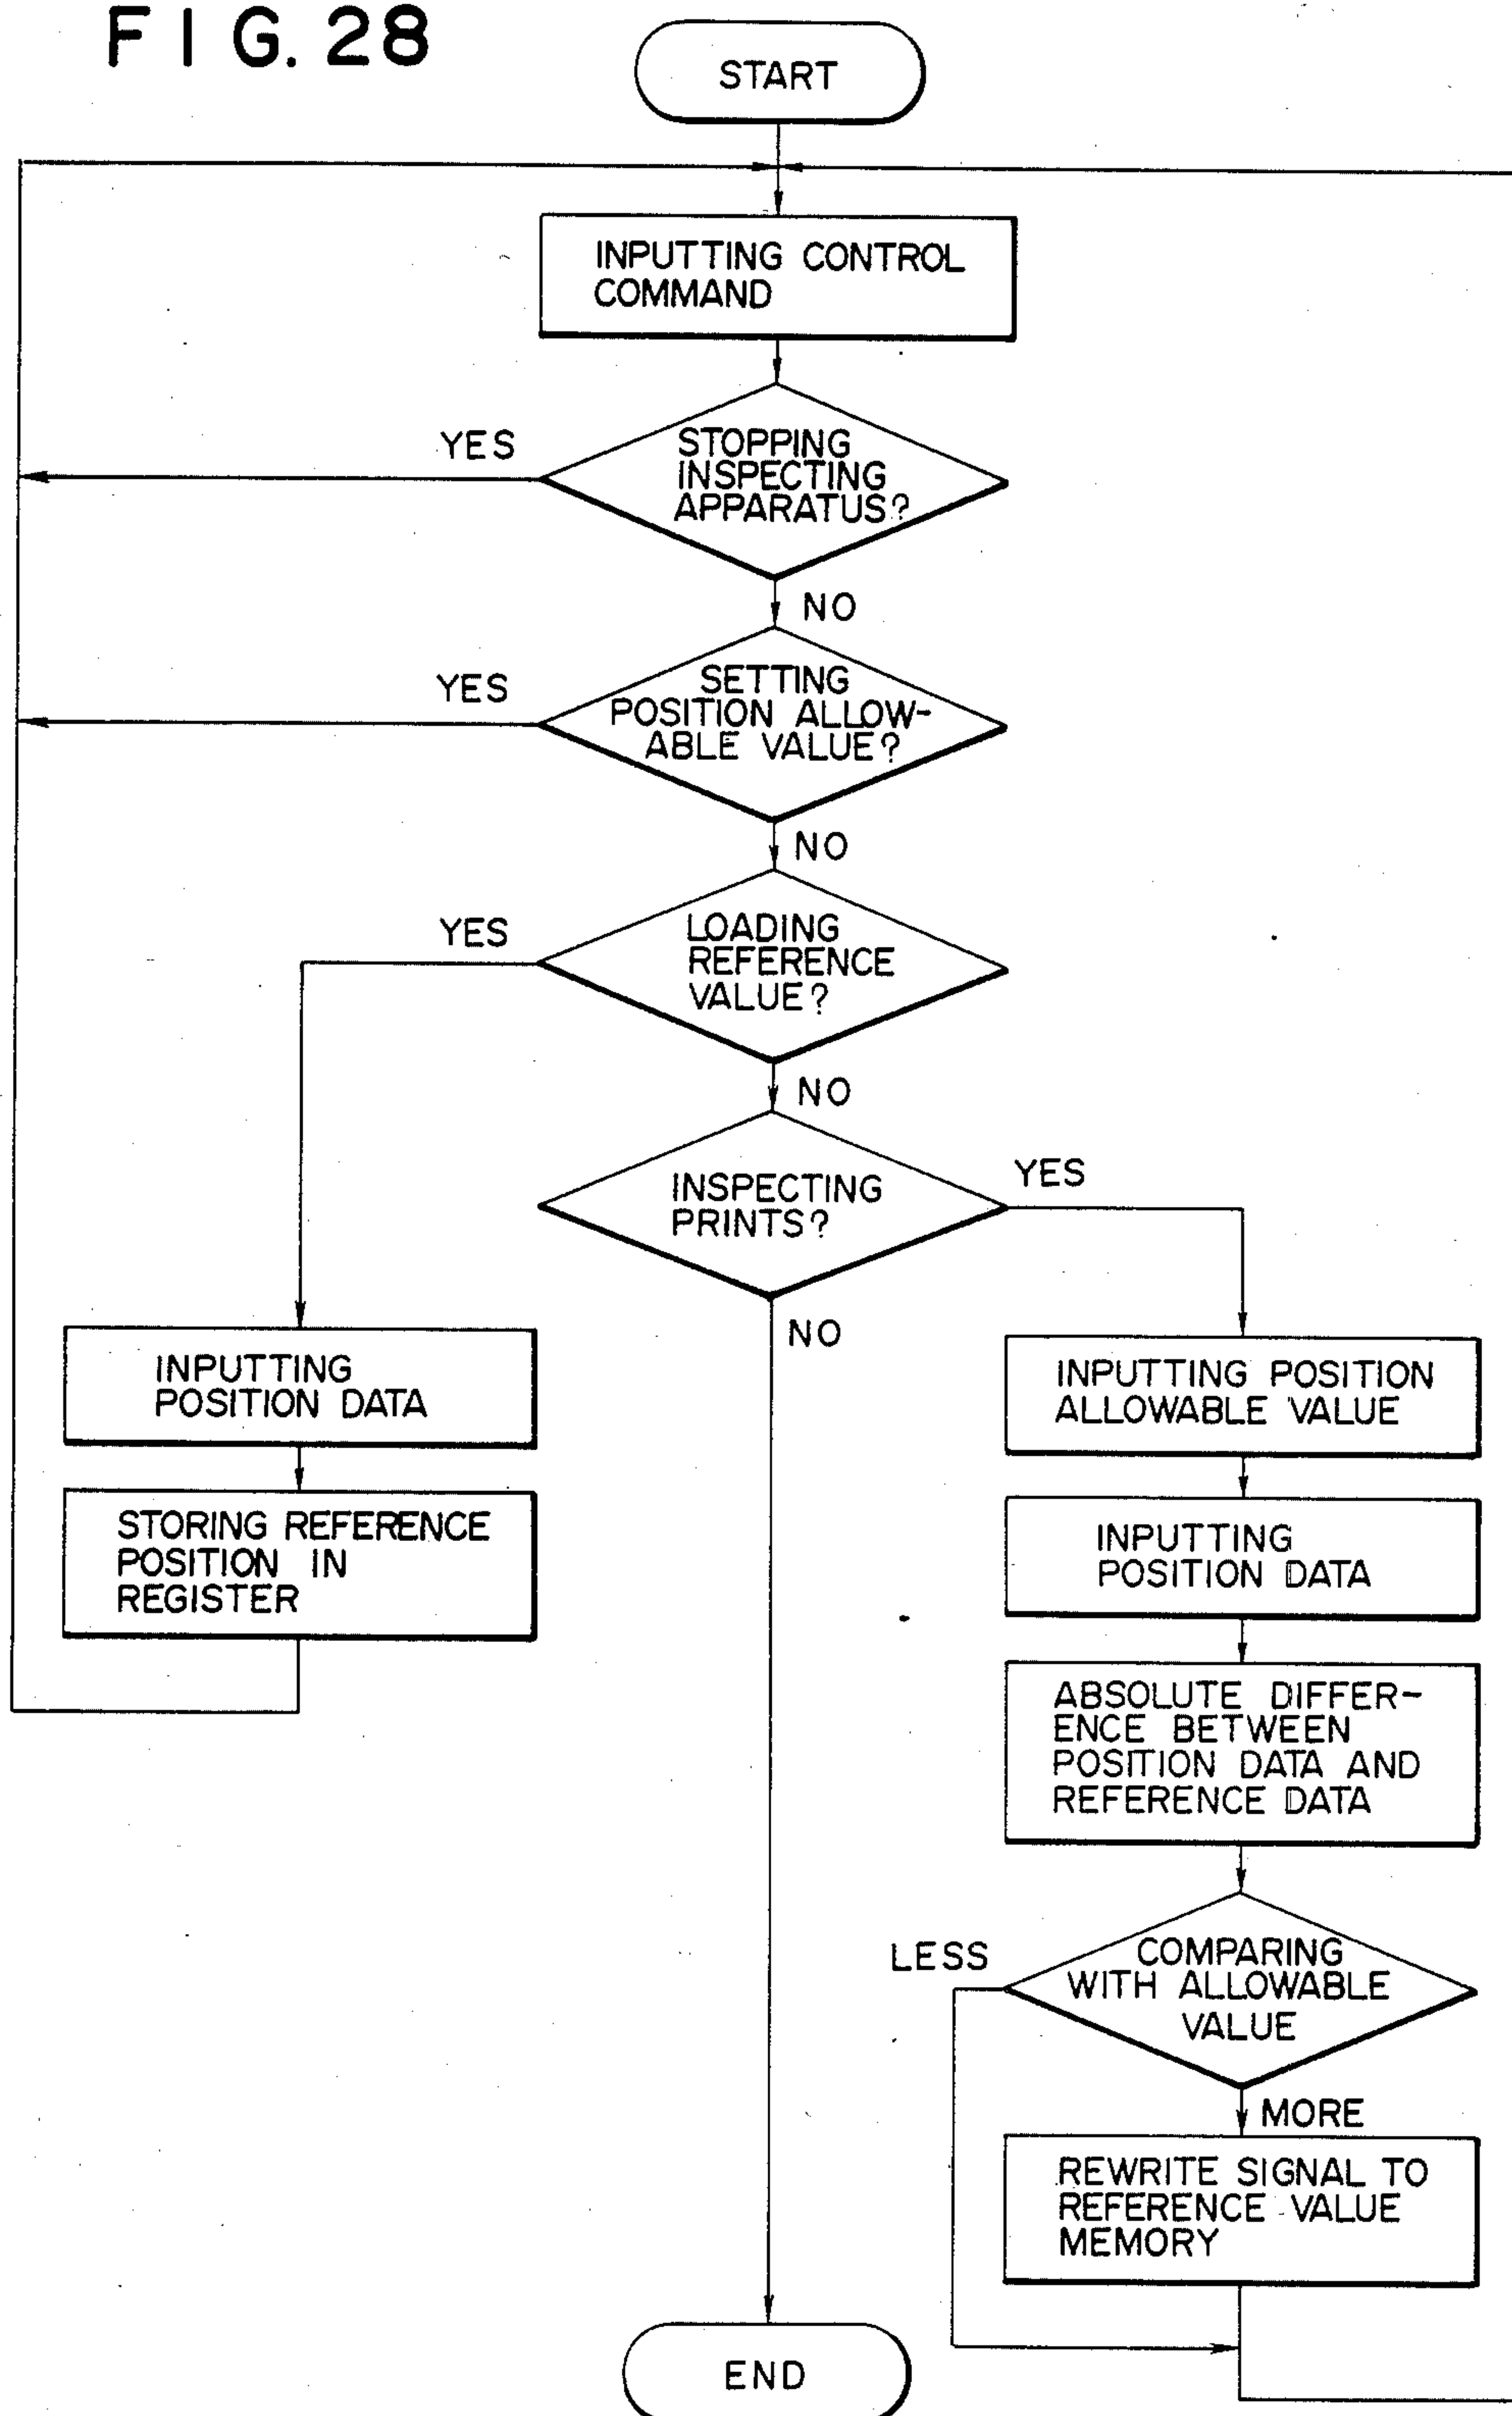 FIG. 28
START
INPUTTING CONTROL
COMMAND
YES
STOPPING
INSPECTING
APPARATUS?
NO
YES
SETTING
POSITION ALLOW-
ABLE VALUE?
NO
YES
LOADING
REFERENCE
VALUE?
NO
INSPECTING
PRINTS?
YES
NO
INPUTTING
POSITION DATA
STORING REFERENCE
POSITION IN
REGISTER
INPUTTING POSITION
ALLOWABLE VALUE
INPUTTING
POSITION DATA
ABSOLUTE DIFFER-
ENCE BETWEEN
POSITION DATA AND
REFERENCE DATA
LESS
COMPARING
WITH ALLOWABLE
VALUE
MORE
REWRITE SIGNAL TO
REFERENCE VALUE
MEMORY
END